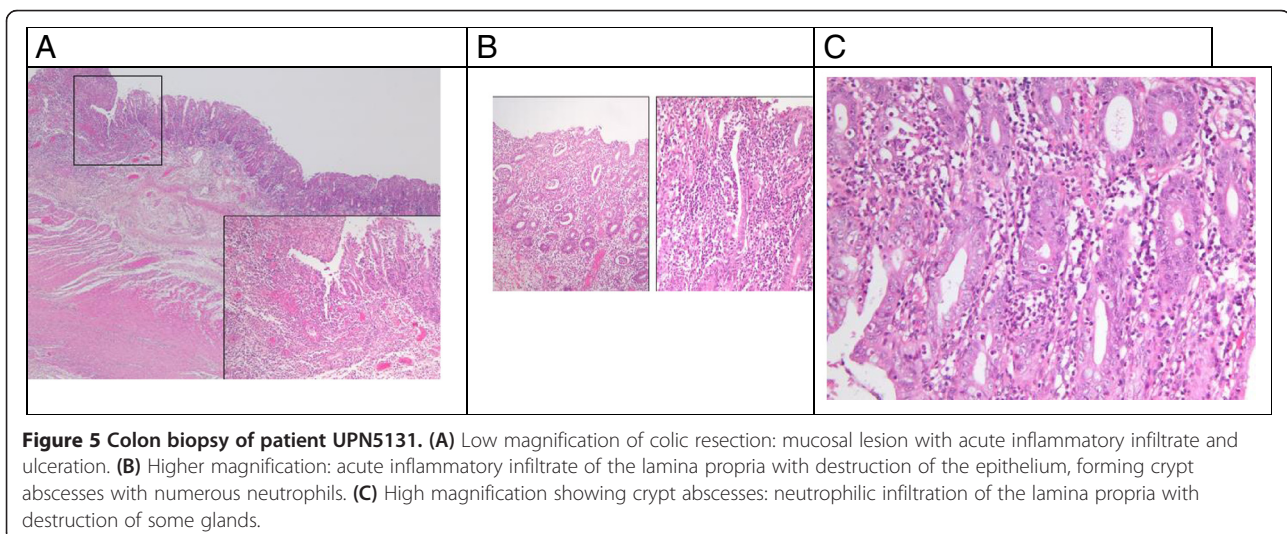 A
B
C
Figure 5 Colon biopsy of patient UPN5131. (A) Low magnification of colic resection: mucosal lesion with acute inflammatory infiltrate and
ulceration. (B) Higher magnification: acute inflammatory infiltrate of the lamina propria with destruction of the epithelium, forming crypt
abscesses with numerous neutrophils. (C) High magnification showing crypt abscesses: neutrophilic infiltration of the lamina propria with
destruction of some glands.